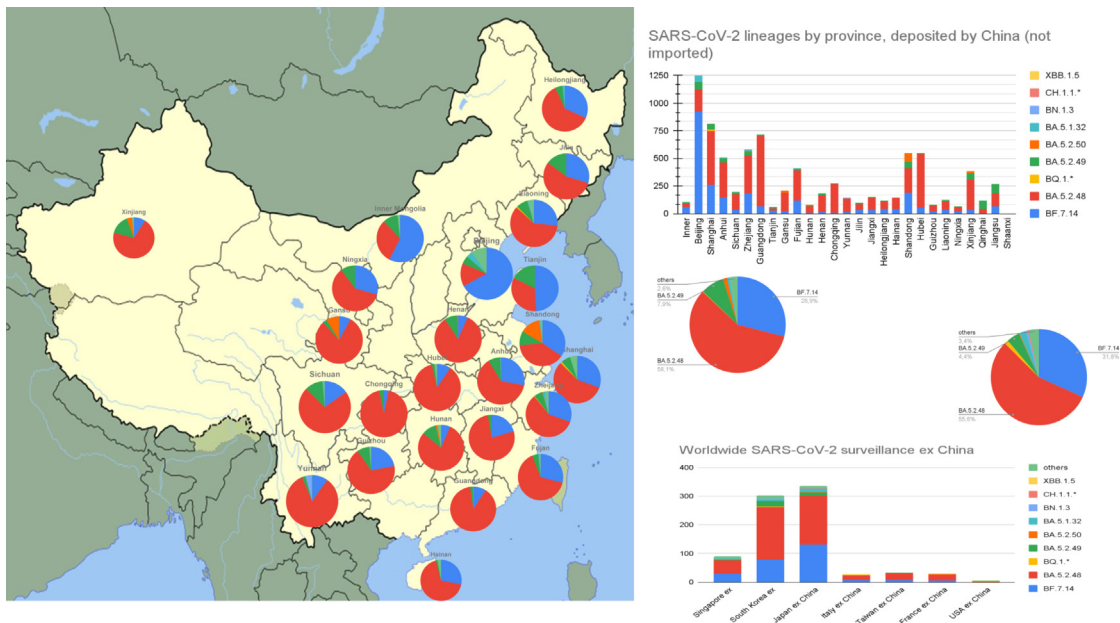 Heilongjiang
Jilin
Liaoning
Xinjiang
Inner Mongolia
Beijing
Ningxia
Tianjin
Gansu
Henan
Shandong
Hubei
Anhui
Shanghai
Sichuan
Chongqing
Zhejiang
Hunan
Jiangxi
Guizhou
Fujan
Yunnan
Guangdong
Hainan
SARS-CoV-2 lineages by province, deposited by China (not
imported)
1250
1000
750
500
250
0
XBB.1.5
CH.1.1.*
BN.1.3
BA.5.1.32
BA.5.2.50
BA.5.2.49
BQ.1.*
BA.5.2.48
BF.7.14
Inner
Beijing
Shanghai
Anhui
Sichuan
Zhejiang
Guangdong
Tianjin
Gansu
Fujian
Hunan
Henan
Chongqing
Yunnan
Jilin
Jiangxi
Heilongjiang
Hainan
Shandong
Hubei
Guizhou
Liaoning
Ningxia
Xinjiang
Qinghai
Jiangsu
Shaanxi
others
2,6%
BA.5.2.49
7,9%
BF.7.14
28,9%
BA.5.2.48
others
3,4%
BA.5.2.49
4,4%
BF.7.14
31,6%
BA.5.2.48
Worldwide SARS-CoV-2 surveillance ex China
400
300
200
100
0
others
XBB.1.5
CH.1.1.*
BN.1.3
BA.5.1.32
BA.5.2.50
BA.5.2.49
BQ.1.*
BA.5.2.48
BF.7.14
Singapore ex
South Korea ex
Japan ex China
Italy ex China
Taiwan ex China
France ex China
USA ex China